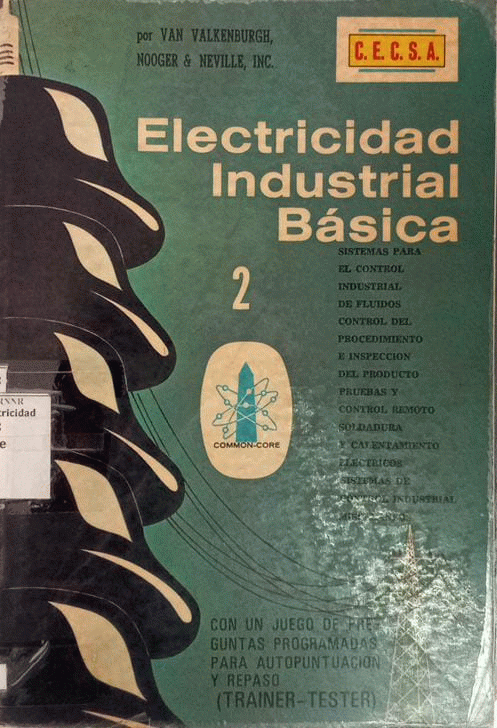 por VAN VALKENBURGH,
NOOGER & NEVILLE, INC.
C. E. C. S. A.
Electricidad
Industrial
Básica
2
SISTEMAS PARA
EL CONTROL
INDUSTRIAL
DE FLUIDOS
CONTROL DEL
PROCEDIMIENTO
E INSPECCION
DEL PRODUCTO
PRUEBAS Y
CONTROL REMOTO
SOLDADURA
Y CALENTAMIENTO
ELECTRICOS
SISTEMAS DE
CONTROL INDUSTRIAL
COMMON-CORE
CON UN JUEGO DE PRE-
GUNTAS PROGRAMADAS
PARA AUTOPUNTUACION
Y REPASO
(TRAINER-TESTER)